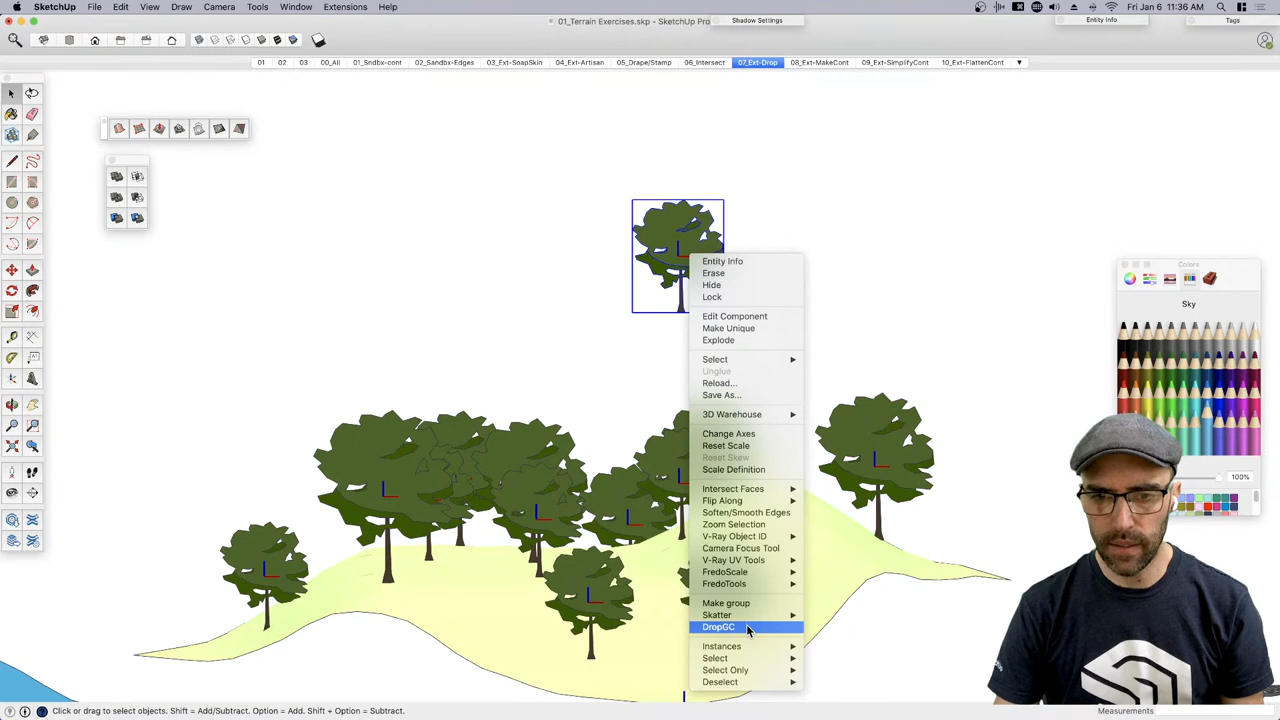 SketchUp File Edit View Camera Draw Tools Window Extensions Help
100% Fri Jan 6 11:36 AM
01_Terrain Exercises.skp - SketchUp Pro
Shadow Settings
Entity Info
Tags
01 02 03 00_All 01_Sndbx-cont 02_Sandbox-Edges 03_Ext-SoapSkin 04_Ext-Artisan 05_Drape/Stamp 06_Intersect 07_Ext-Drop 08_Ext-MakeCont 09_Ext-SimplifyCont 10_Ext-FlattenCont
Entity Info
Erase
Hide
Lock
Edit Component
Make Unique
Explode
Select
Unglue
Reload...
Save As...
3D Warehouse
Change Axes
Reset Scale
Reset Skew
Scale Definition
Intersect Faces
Flip Along
Soften/Smooth Edges
Zoom Selection
V-Ray Object ID
Camera Focus Tool
V-Ray UV Tools
FredoScale
FredoTools
Make group
Skatter
DropGC
Instances
Select
Select Only
Deselect
Colors
Sky
100%
Click or drag to select objects. Shift = Add/Subtract. Option = Add. Shift + Option = Subtract.
Measurements